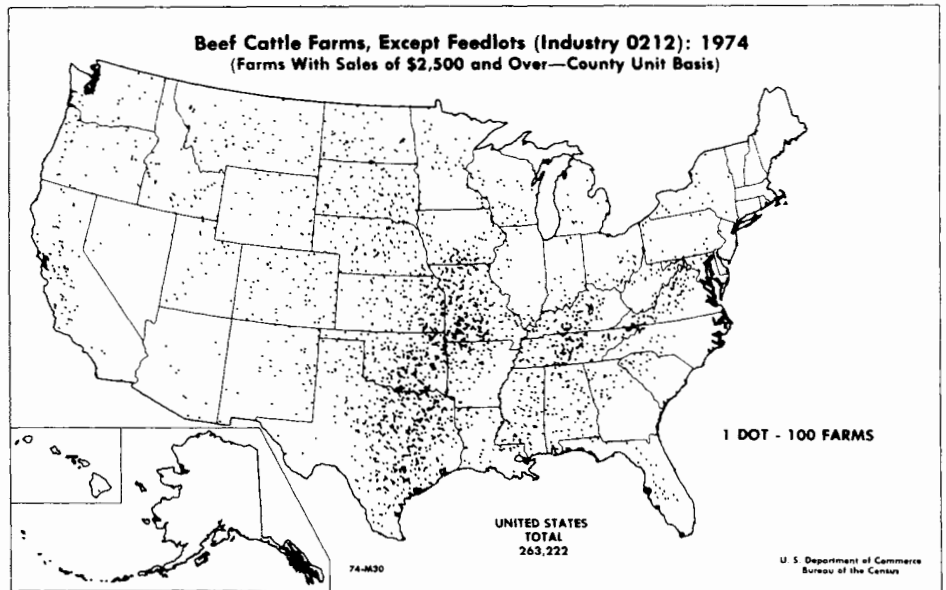 Beef Cattle Farms, Except Feedlots (Industry 0212): 1974
(Farms With Sales of $2,500 and Over—County Unit Basis)
1 DOT - 100 FARMS
UNITED STATES
TOTAL
263,222
74-M30
U. S. Department of Commerce
Bureau of the Census